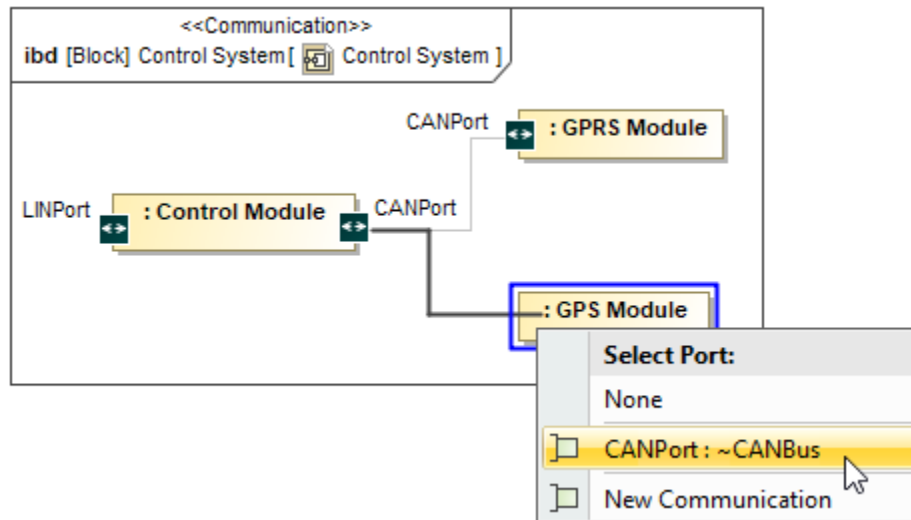 <<Communication>>
ibd [Block] Control System [ Control System ]
CANPort
: GPRS Module
LINPort
: Control Module
CANPort
: GPS Module
Select Port:
None
CANPort : ~CANBus
New Communication